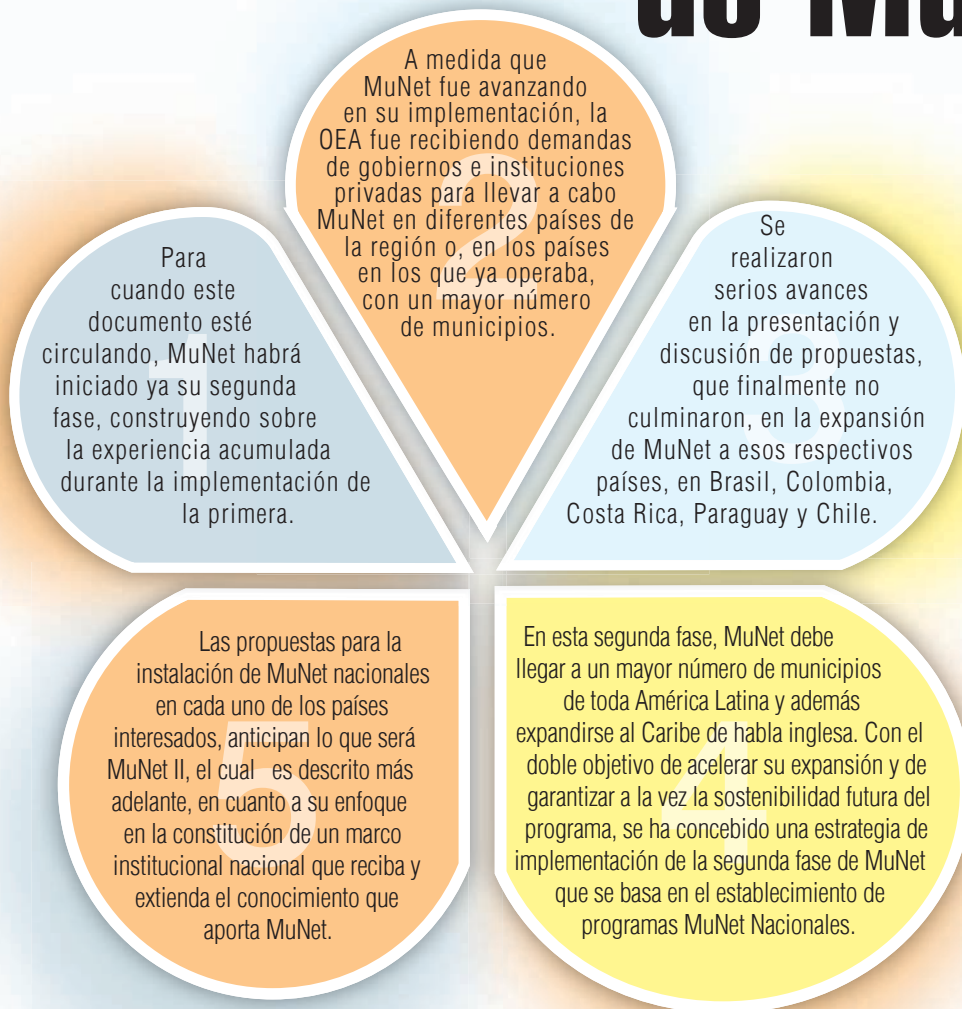 de Mu
1
Para
cuando este
documento esté
circulando, MuNet habrá
iniciado ya su segunda
fase, construyendo sobre
la experiencia acumulada
durante la implementación de
la primera.
2
A medida que
MuNet fue avanzando
en su implementación, la
OEA fue recibiendo demandas
de gobiernos e instituciones
privadas para llevar a cabo
MuNet en diferentes países de
la región o, en los países
en los que ya operaba,
con un mayor número
de municipios.
3
Se
realizaron
serios avances
en la presentación y
discusión de propuestas,
que finalmente no
culminaron, en la expansión
de MuNet a esos respectivos
países, en Brasil, Colombia,
Costa Rica, Paraguay y Chile.
4
En esta segunda fase, MuNet debe
llegar a un mayor número de municipios
de toda América Latina y además
expandirse al Caribe de habla inglesa. Con el
doble objetivo de acelerar su expansión y de
garantizar a la vez la sostenibilidad futura del
programa, se ha concebido una estrategia de
implementación de la segunda fase de MuNet
que se basa en el establecimiento de
programas MuNet Nacionales.
5
Las propuestas para la
instalación de MuNet nacionales
en cada uno de los países
interesados, anticipan lo que será
MuNet II, el cual es descrito más
adelante, en cuanto a su enfoque
en la constitución de un marco
institucional nacional que reciba y
extienda el conocimiento que
aporta MuNet.